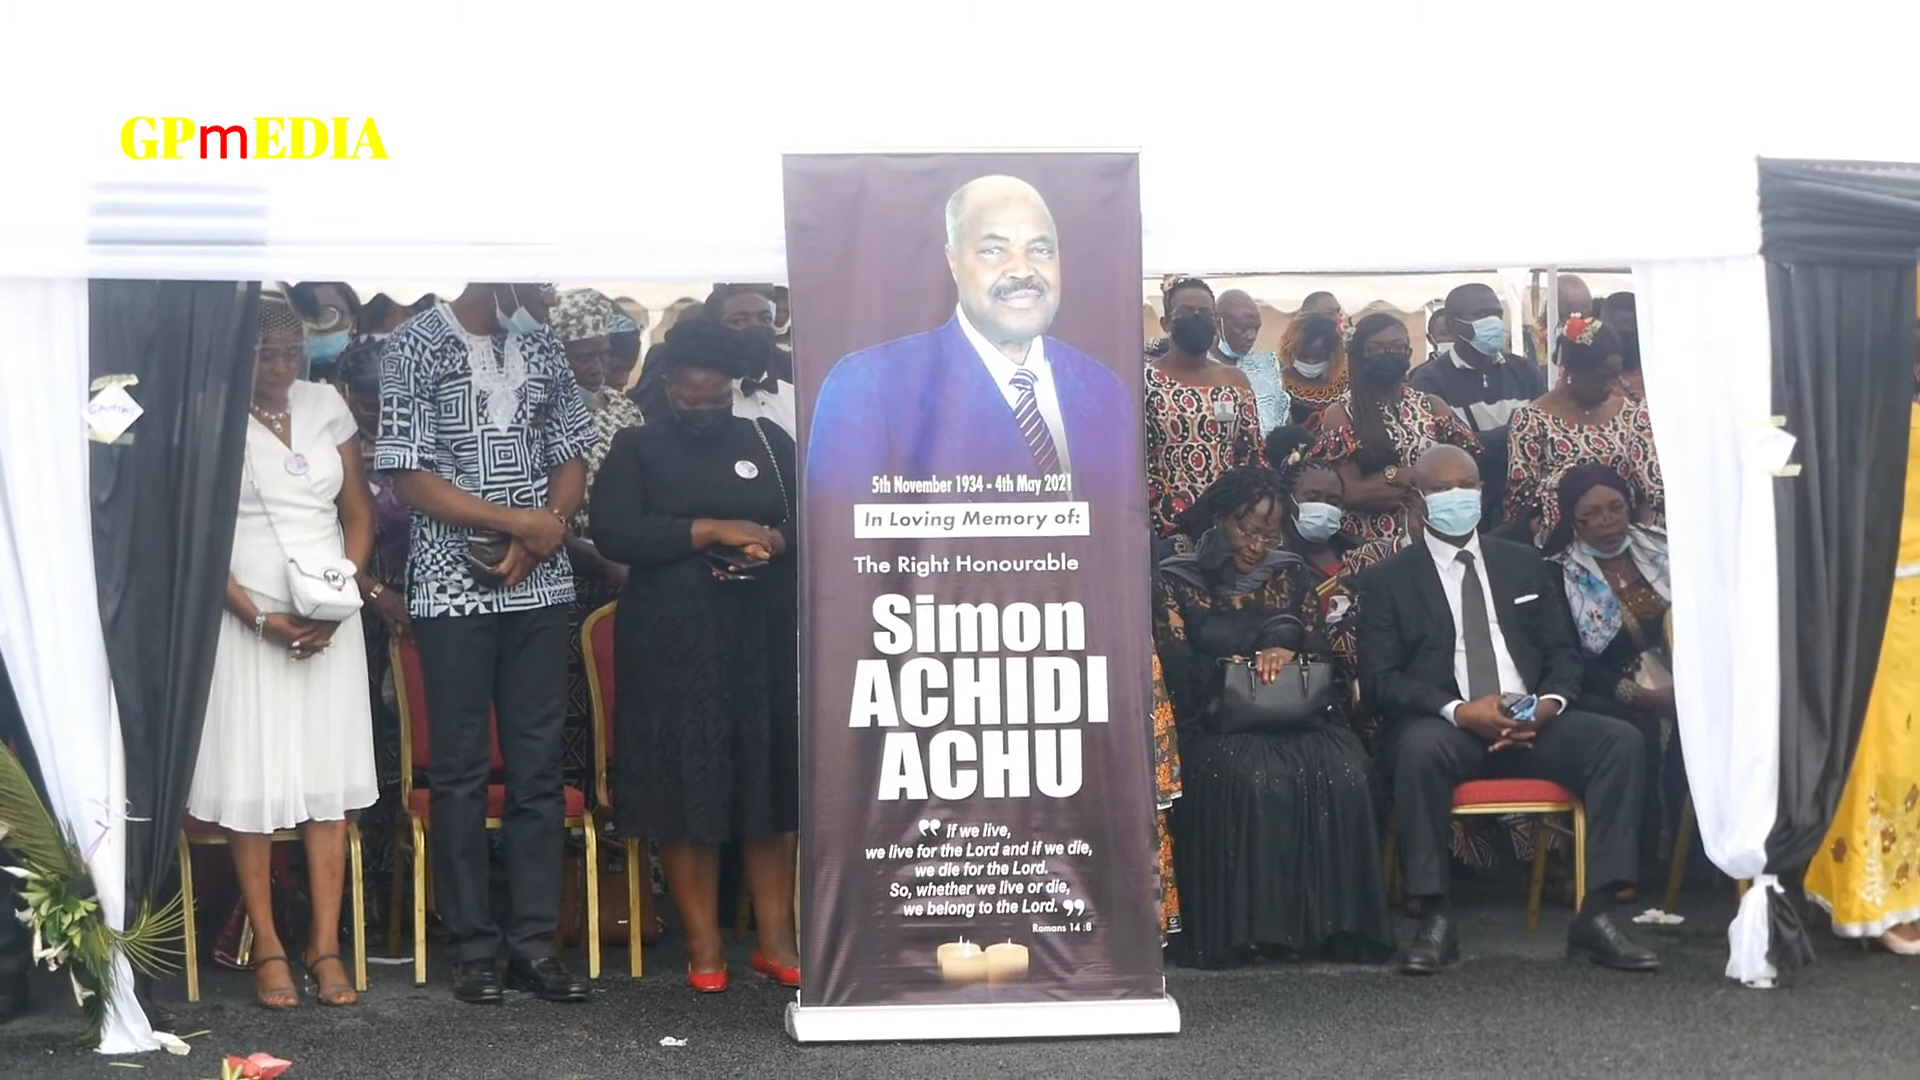 GPmEDIA
5th November 1934 - 4th May 2021
In Loving Memory of:
The Right Honourable
Simon
ACHIDI
ACHU
❝ If we live,
we live for the Lord and if we die,
we die for the Lord.
So, whether we live or die,
we belong to the Lord. ❞
Romans 14 :8